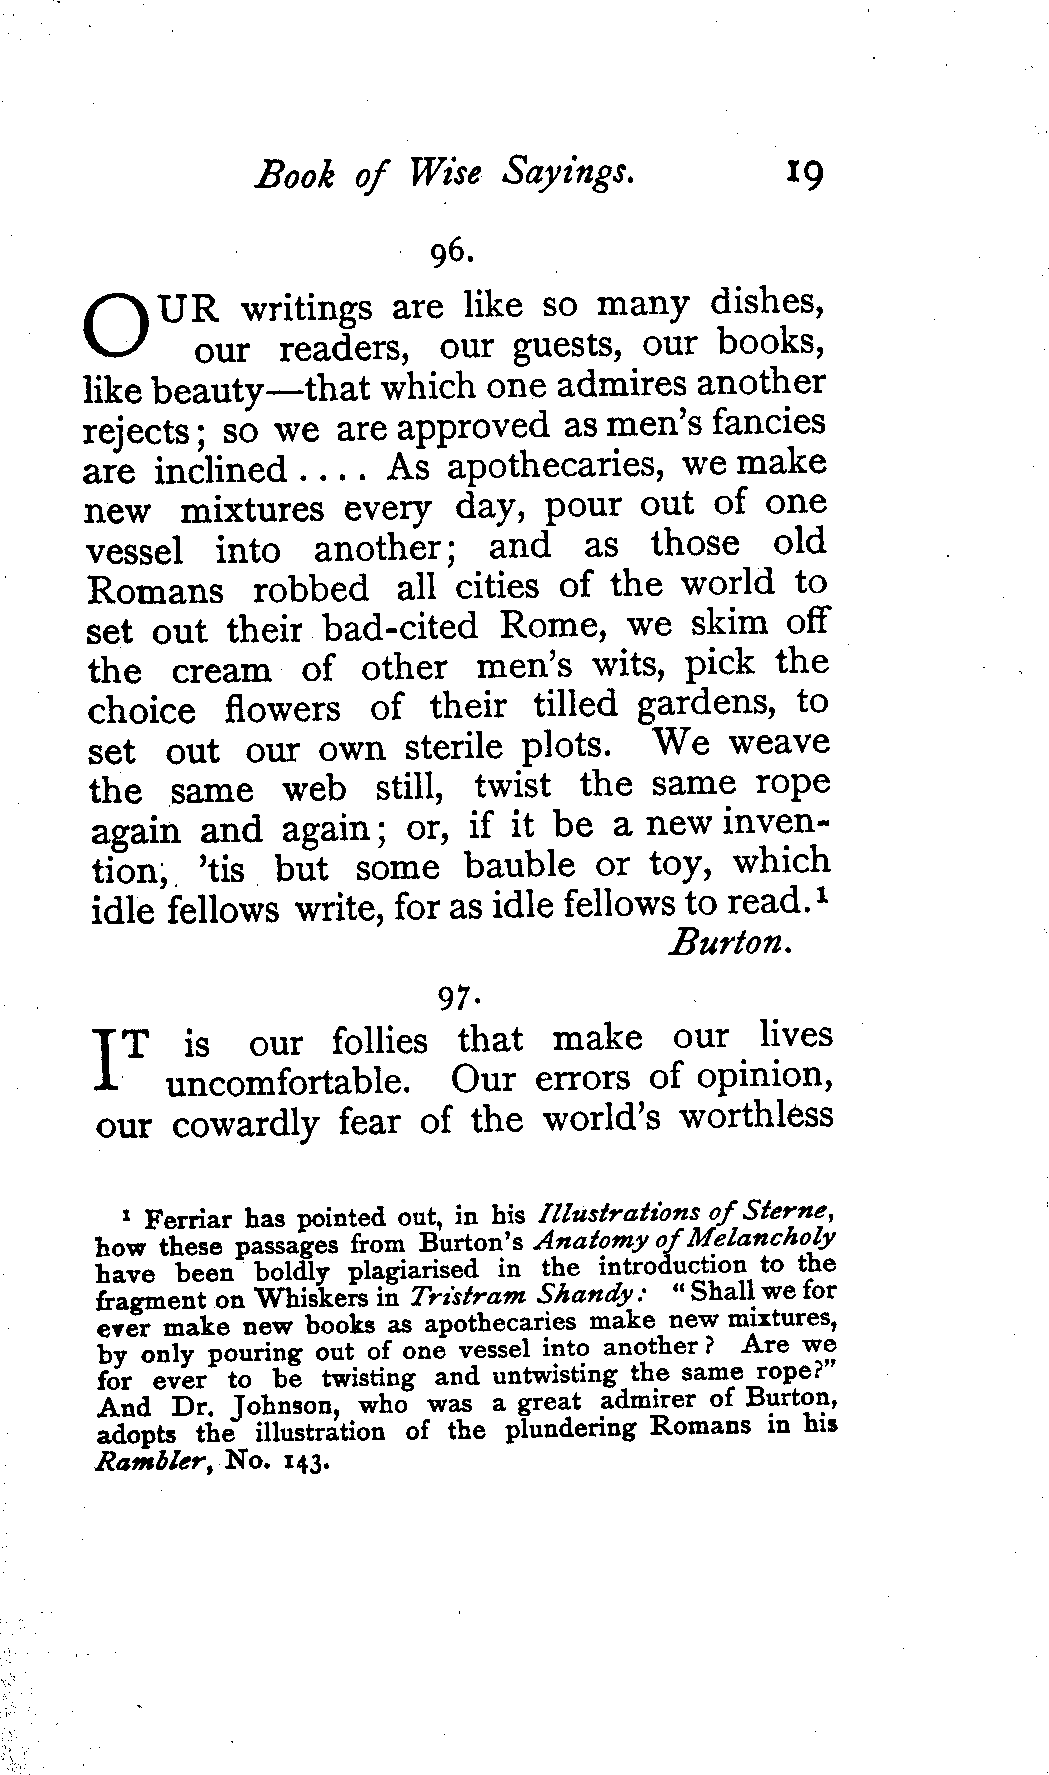 Book of Wise Sayings. 19
96.
OUR writings are like so many dishes,
our readers, our guests, our books,
like beauty—that which one admires another
rejects; so we are approved as men's fancies
are inclined .... As apothecaries, we make
new mixtures every day, pour out of one
vessel into another; and as those old
Romans robbed all cities of the world to
set out their bad-cited Rome, we skim off
the cream of other men's wits, pick the
choice flowers of their tilled gardens, to
set out our own sterile plots. We weave
the same web still, twist the same rope
again and again; or, if it be a new inven-
tion, 'tis but some bauble or toy, which
idle fellows write, for as idle fellows to read.¹
Burton.
97.
IT is our follies that make our lives
uncomfortable. Our errors of opinion,
our cowardly fear of the world's worthless
¹ Ferriar has pointed out, in his Illustrations of Sterne,
how these passages from Burton's Anatomy of Melancholy
have been boldly plagiarised in the introduction to the
fragment on Whiskers in Tristram Shandy: "Shall we for
ever make new books as apothecaries make new mixtures,
by only pouring out of one vessel into another? Are we
for ever to be twisting and untwisting the same rope?"
And Dr. Johnson, who was a great admirer of Burton,
adopts the illustration of the plundering Romans in his
Rambler, No. 143.